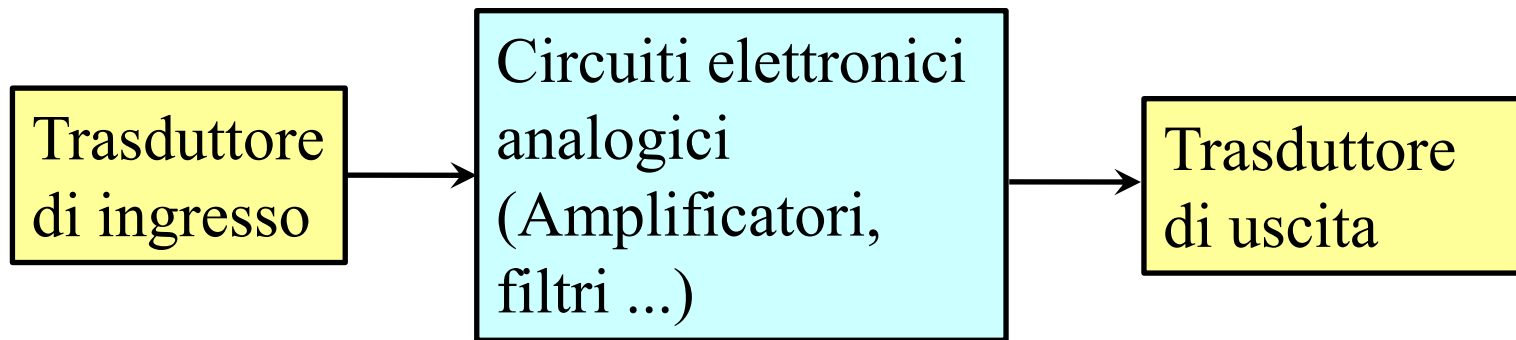 Trasduttore
di ingresso
Circuiti elettronici
analogici
(Amplificatori,
filtri ...)
Trasduttore
di uscita